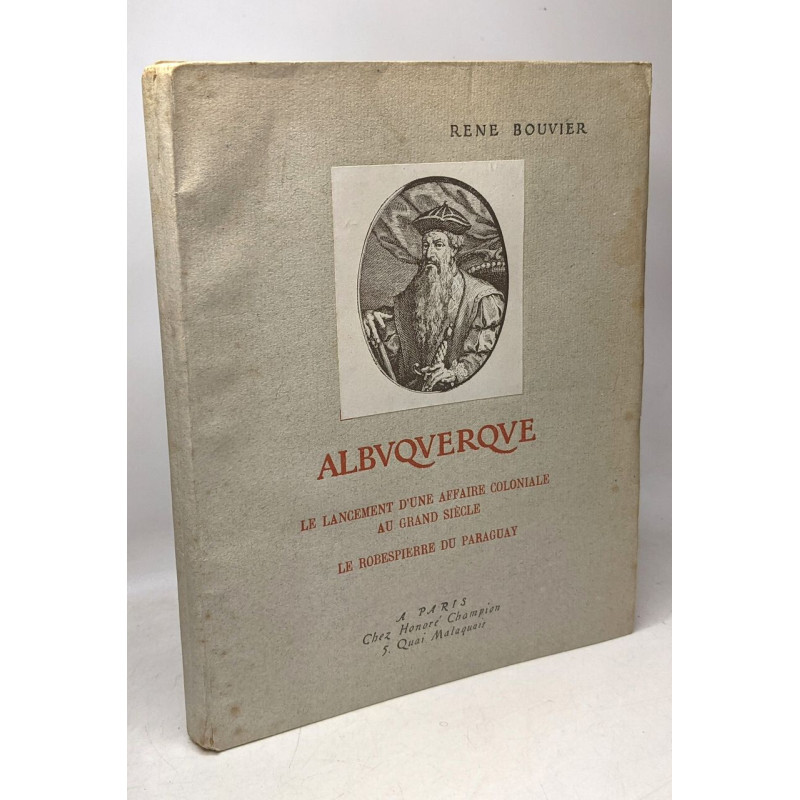 RENE BOUVIER
ALBVQVERQVE
LE LANCEMENT D'UNE AFFAIRE COLONIALE
AU GRAND SIÈCLE
LE ROBESPIERRE DU PARAGUAY
A PARIS
Chez Honoré Champion
5, Quai Malaquais